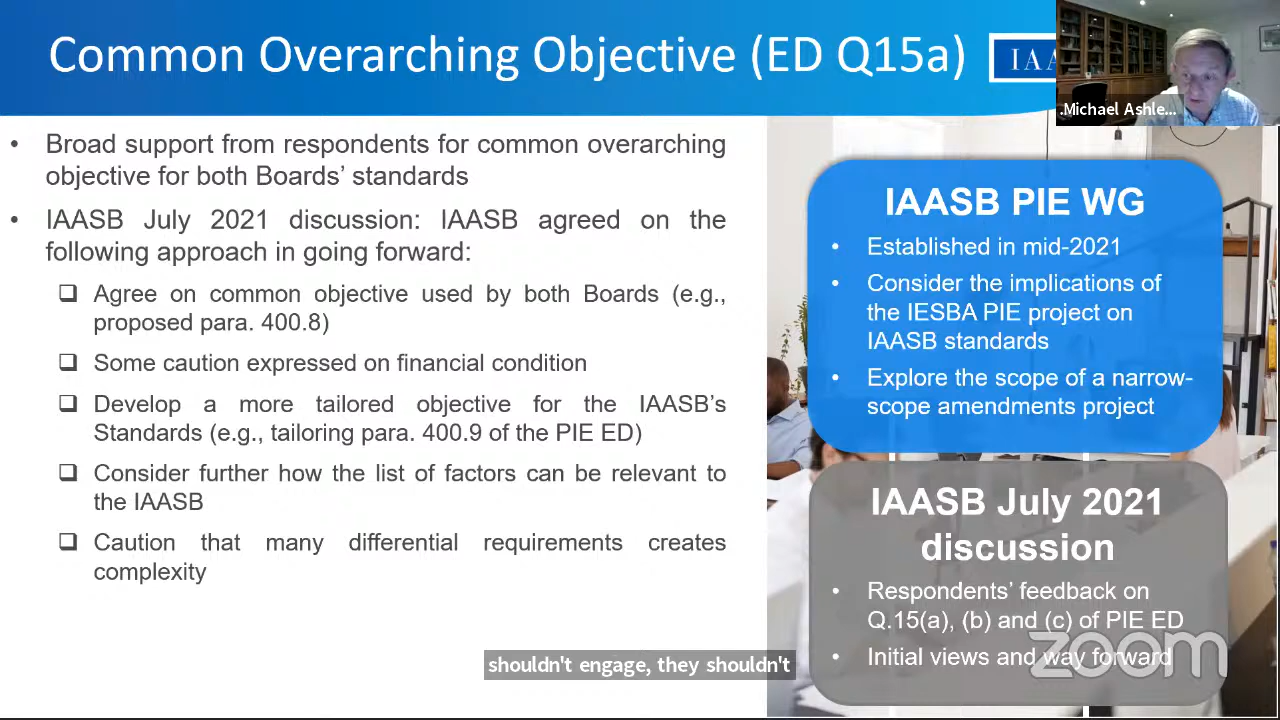 Common Overarching Objective (ED Q15a)
IAA
.Michael Ashle...
• Broad support from respondents for common overarching
objective for both Boards’ standards
• IAASB July 2021 discussion: IAASB agreed on the
following approach in going forward:
❑ Agree on common objective used by both Boards (e.g.,
proposed para. 400.8)
❑ Some caution expressed on financial condition
❑ Develop a more tailored objective for the IAASB’s
Standards (e.g., tailoring para. 400.9 of the PIE ED)
❑ Consider further how the list of factors can be relevant to
the IAASB
❑ Caution that many differential requirements creates
complexity
IAASB PIE WG
• Established in mid-2021
• Consider the implications of
the IESBA PIE project on
IAASB standards
• Explore the scope of a narrow-
scope amendments project
IAASB July 2021
discussion
• Respondents’ feedback on
Q.15(a), (b) and (c) of PIE ED
• Initial views and way forward
zoom
shouldn't engage, they shouldn't